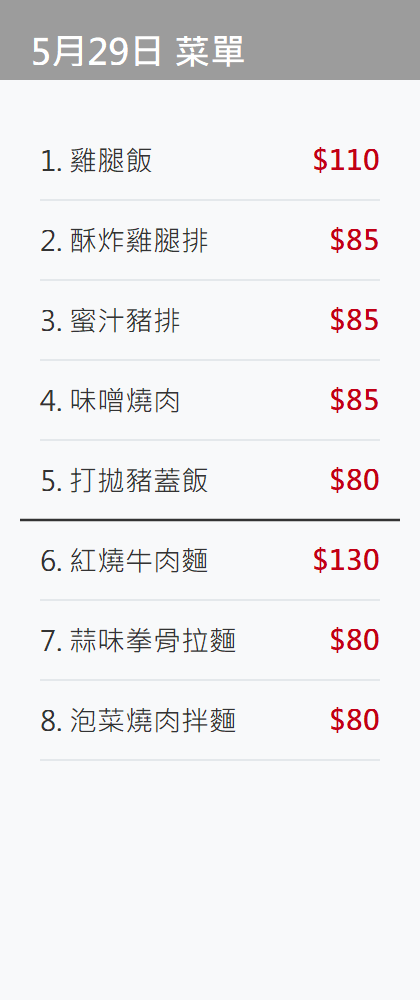 5月29日 菜單
1. 雞腿飯 $110
2. 酥炸雞腿排 $85
3. 蜜汁豬排 $85
4. 味噌燒肉 $85
5. 打拋豬蓋飯 $80
6. 紅燒牛肉麵 $130
7. 蒜味拳骨拉麵 $80
8. 泡菜燒肉拌麵 $80